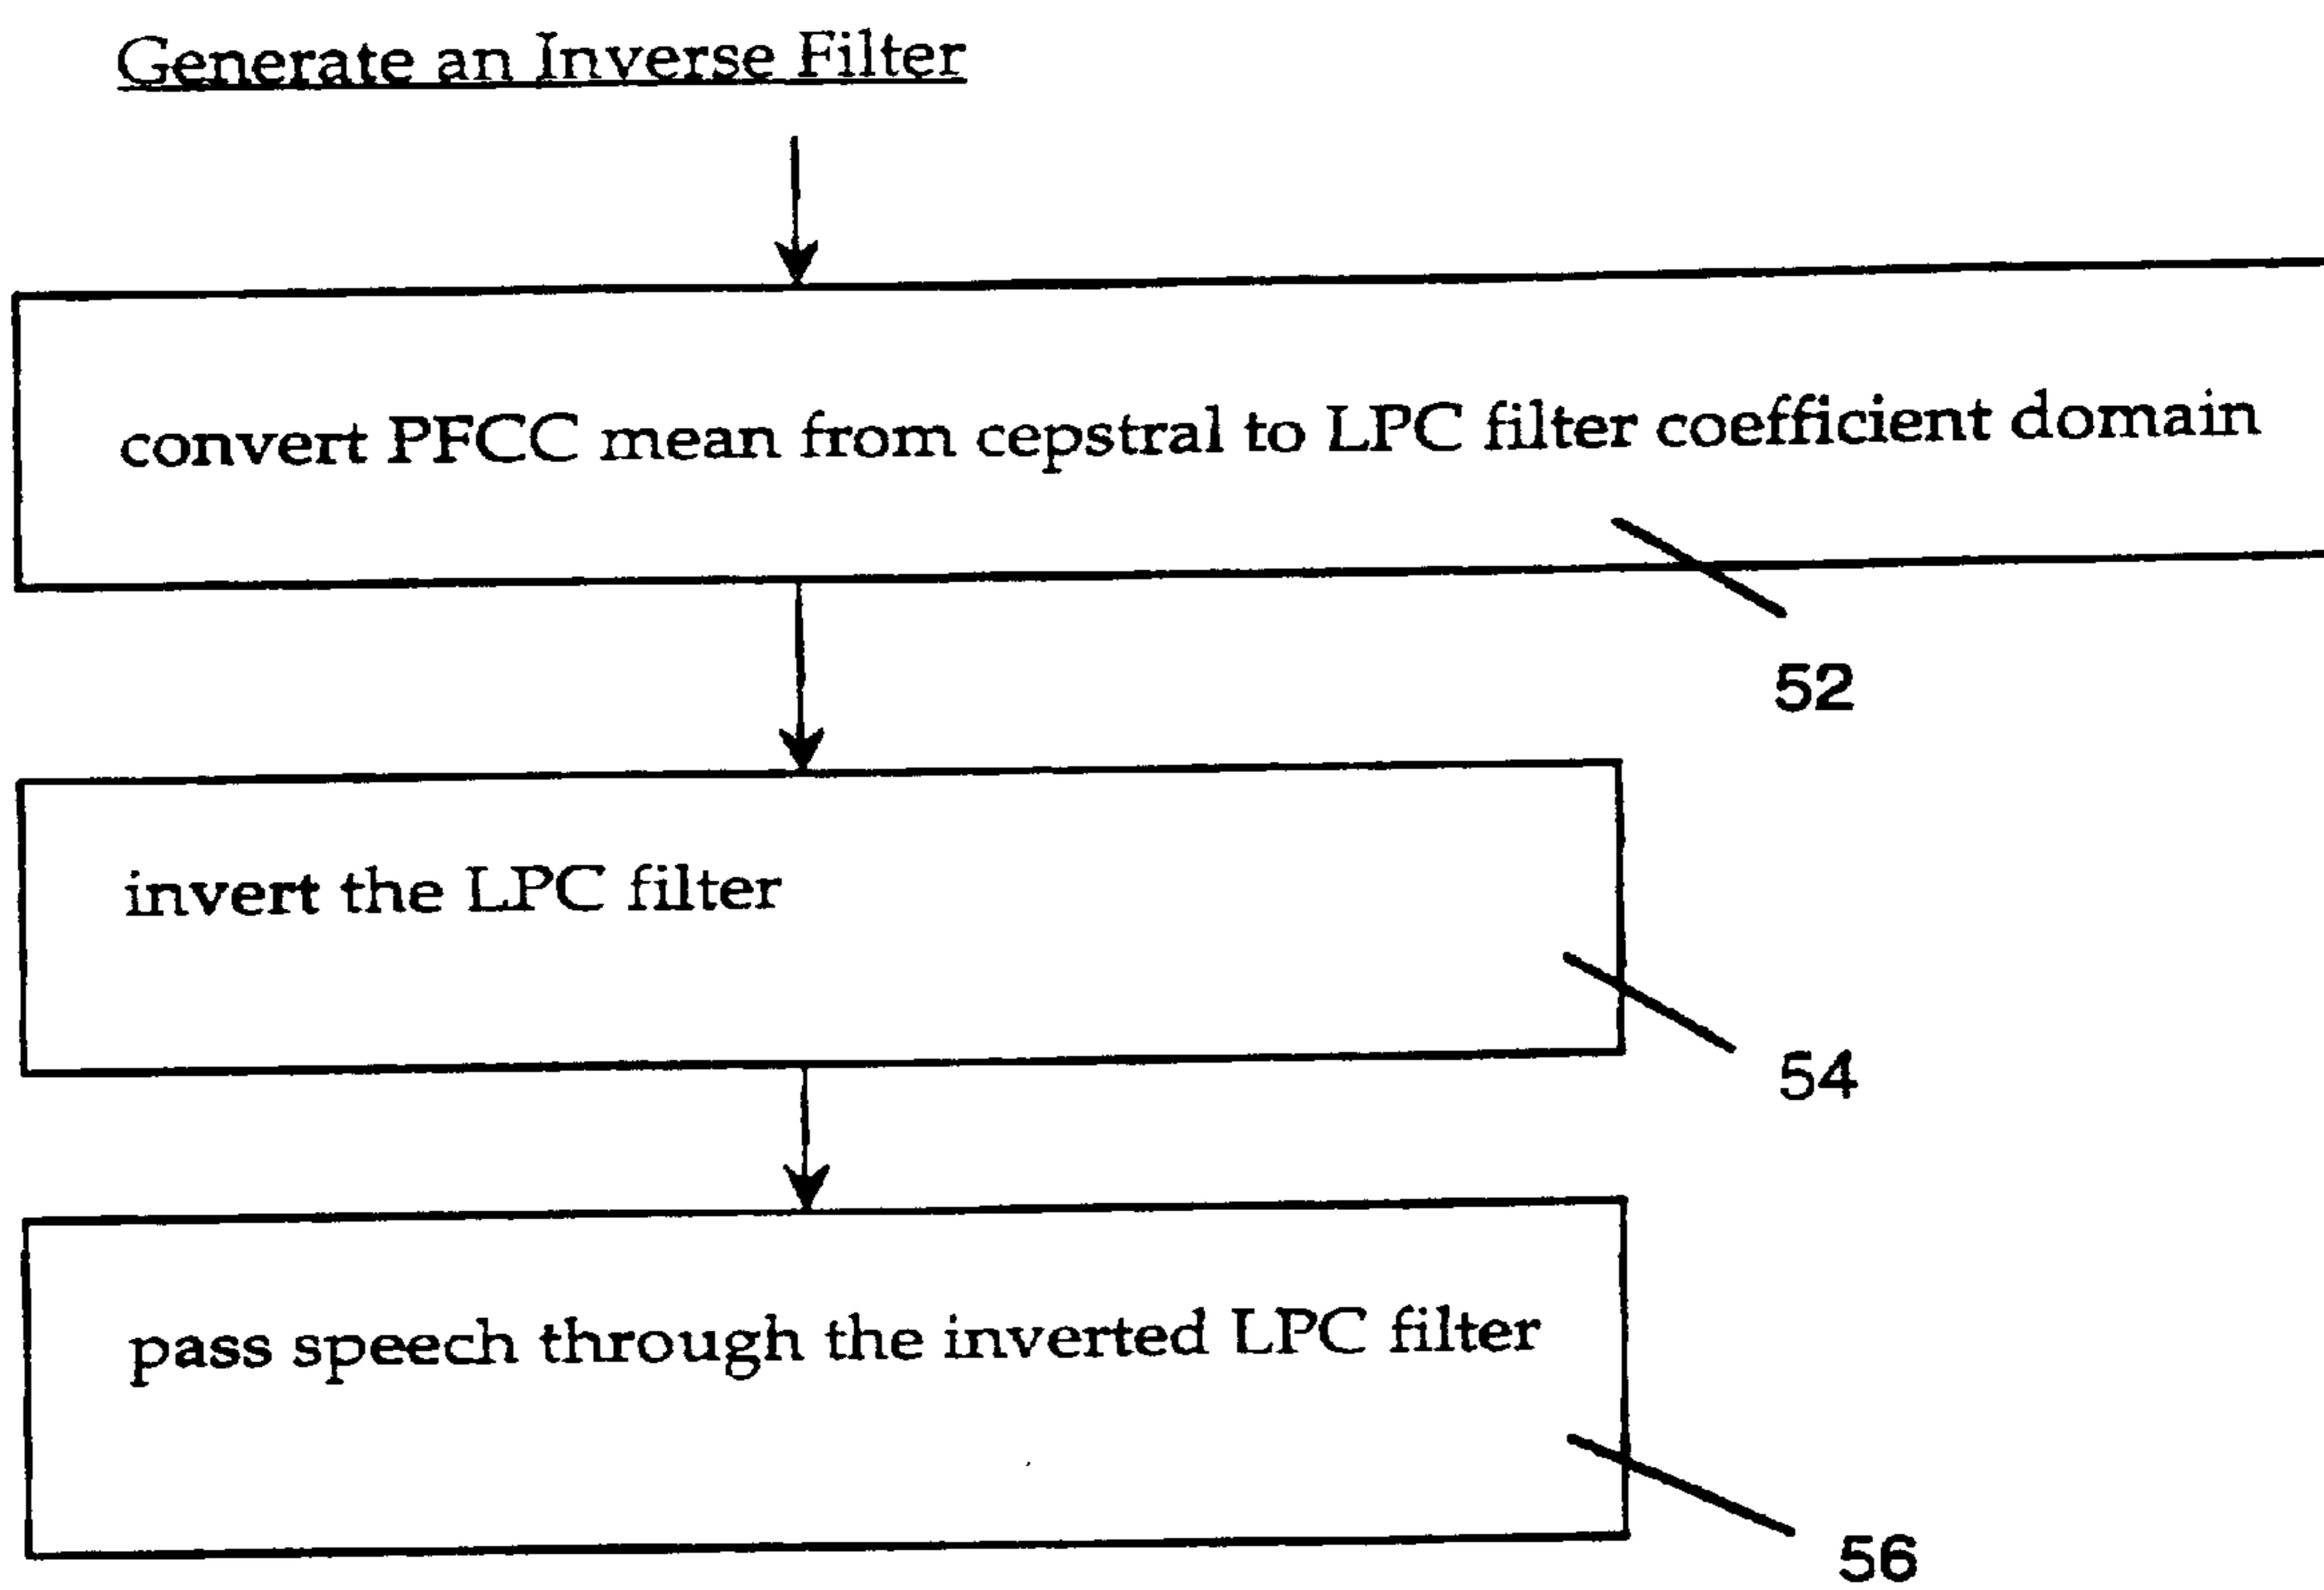 Generate an Inverse Filter
convert PFCC mean from cepstral to LPC filter coefficient domain
52
invert the LPC filter
54
pass speech through the inverted LPC filter
56